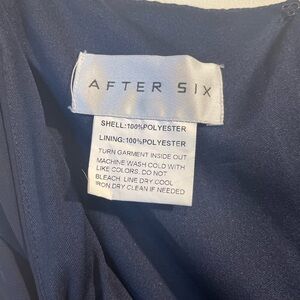 AFTER SIX
SHELL:100%POLYESTER
LINING:100%POLYESTER
TURN GARMENT INSIDE OUT
MACHINE WASH COLD WITH
LIKE COLORS, DO NOT
BLEACH. LINE DRY COOL
IRON,DRY CLEAN IF NEEDED